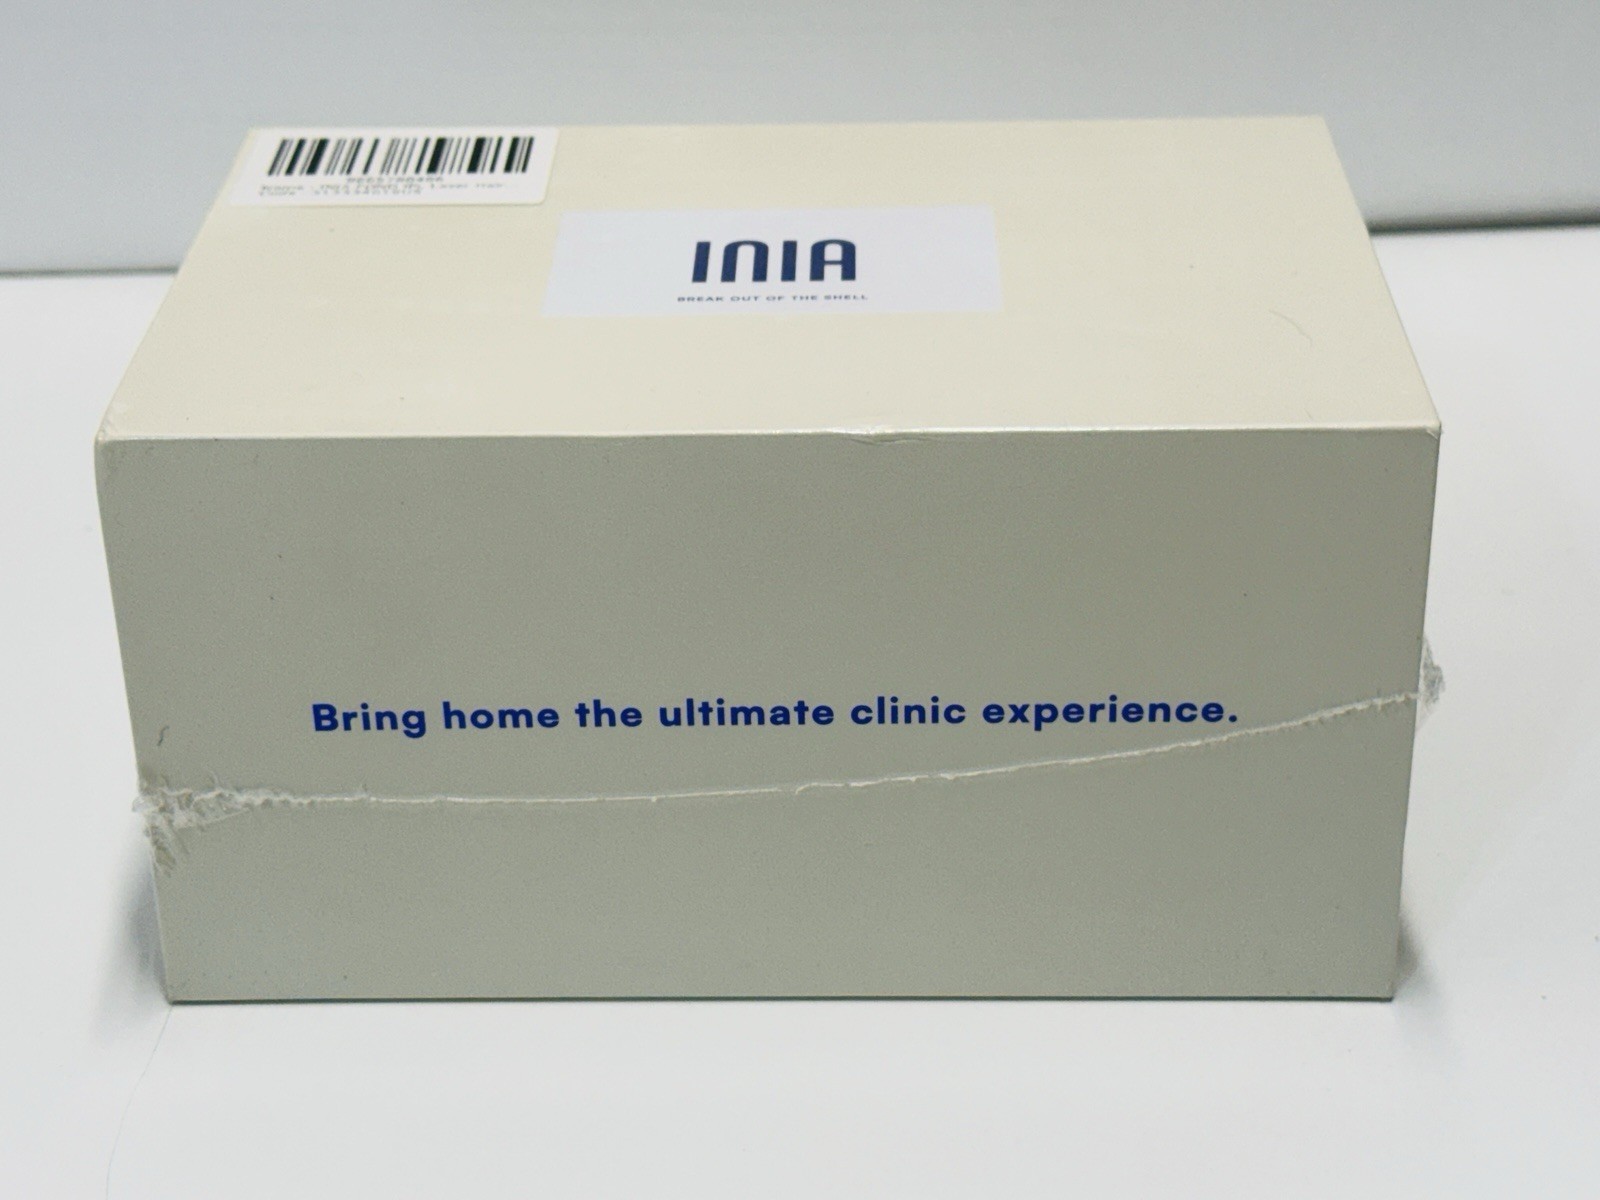 INIA
BREAK OUT OF THE SHELL
Bring home the ultimate clinic experience.